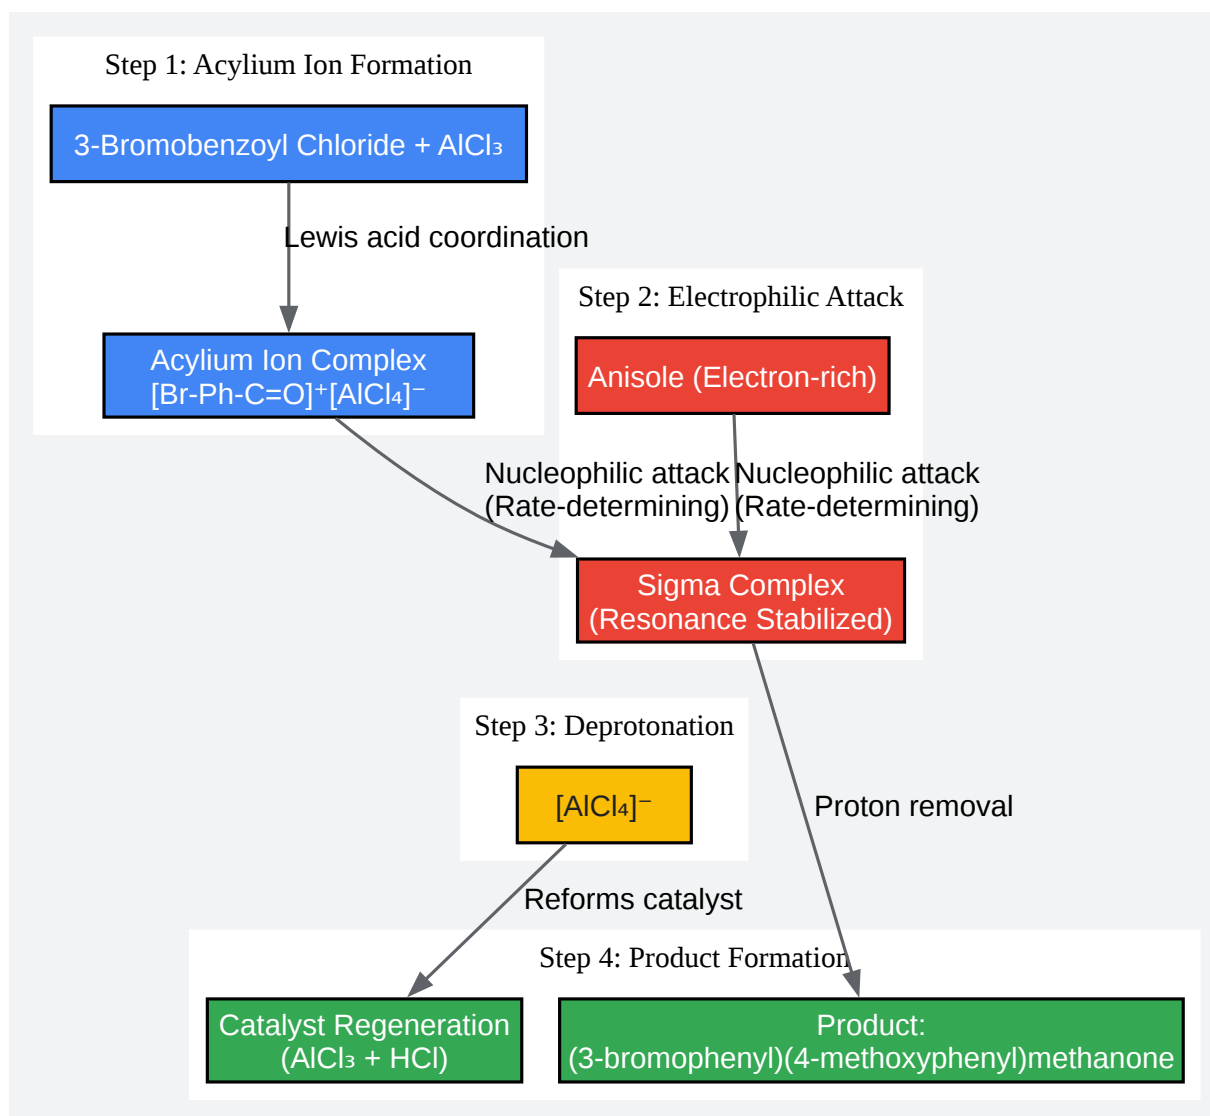 Step 1: Acylium Ion Formation
3-Bromobenzoyl Chloride + AlCl₃
Lewis acid coordination
Acylium Ion Complex
[Br-Ph-C=O]⁺[AlCl₄]⁻
Step 2: Electrophilic Attack
Anisole (Electron-rich)
Nucleophilic attack
(Rate-determining)
Nucleophilic attack
(Rate-determining)
Sigma Complex
(Resonance Stabilized)
Step 3: Deprotonation
[AlCl₄]⁻
Proton removal
Reforms catalyst
Step 4: Product Formation
Catalyst Regeneration
(AlCl₃ + HCl)
Product:
(3-bromophenyl)(4-methoxyphenyl)methanone